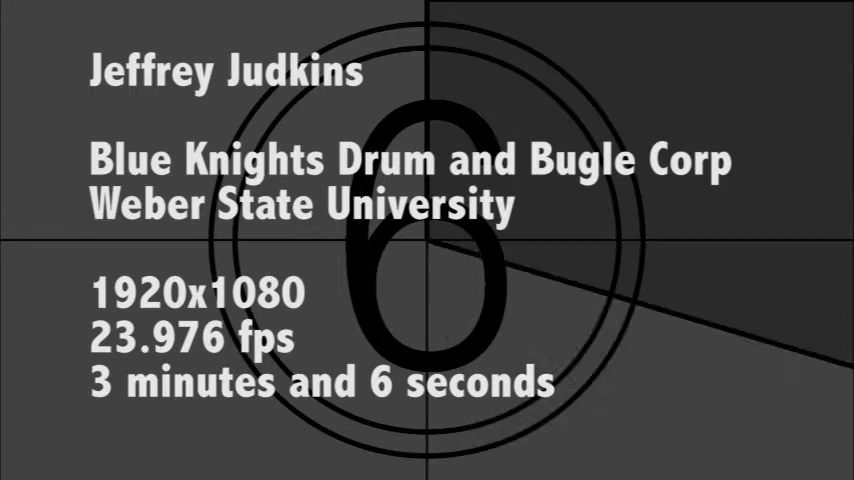 Jeffrey Judkins
Blue Knights Drum and Bugle Corp
Weber State University
6
1920x1080
23.976 fps
3 minutes and 6 seconds